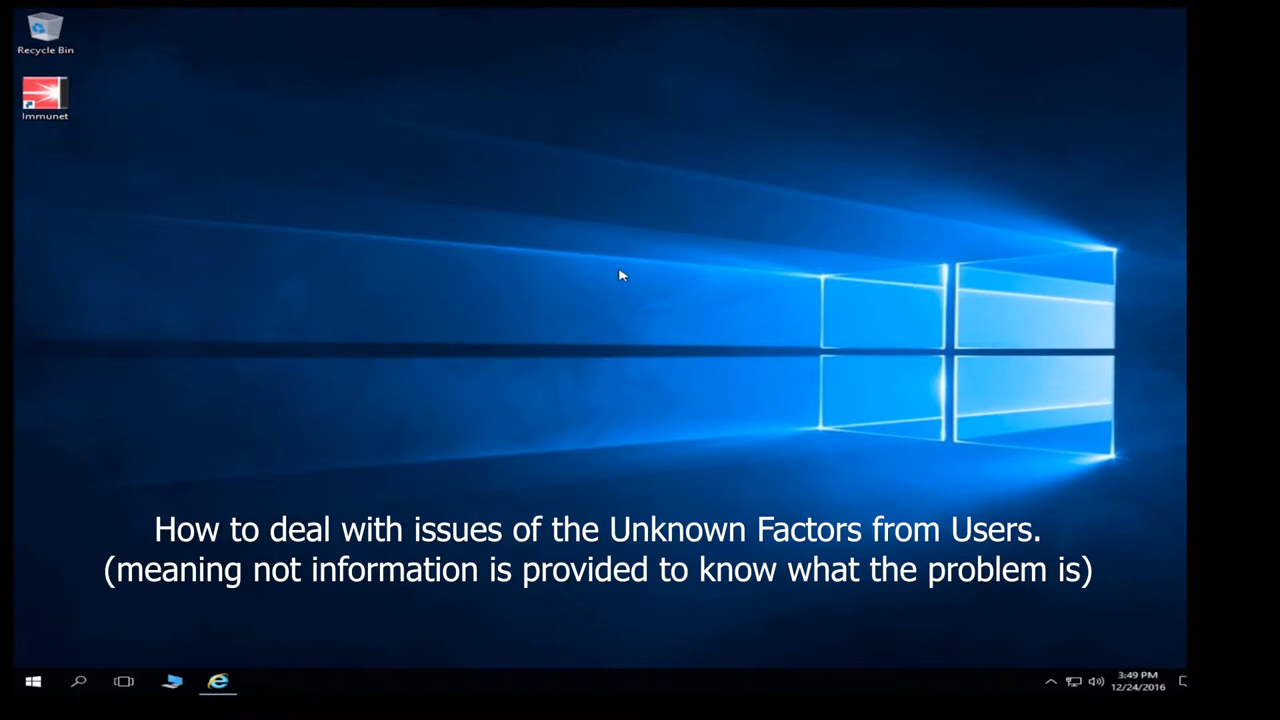 Recycle Bin
Immunet
How to deal with issues of the Unknown Factors from Users.
(meaning not information is provided to know what the problem is)
3:49 PM
12/24/2016